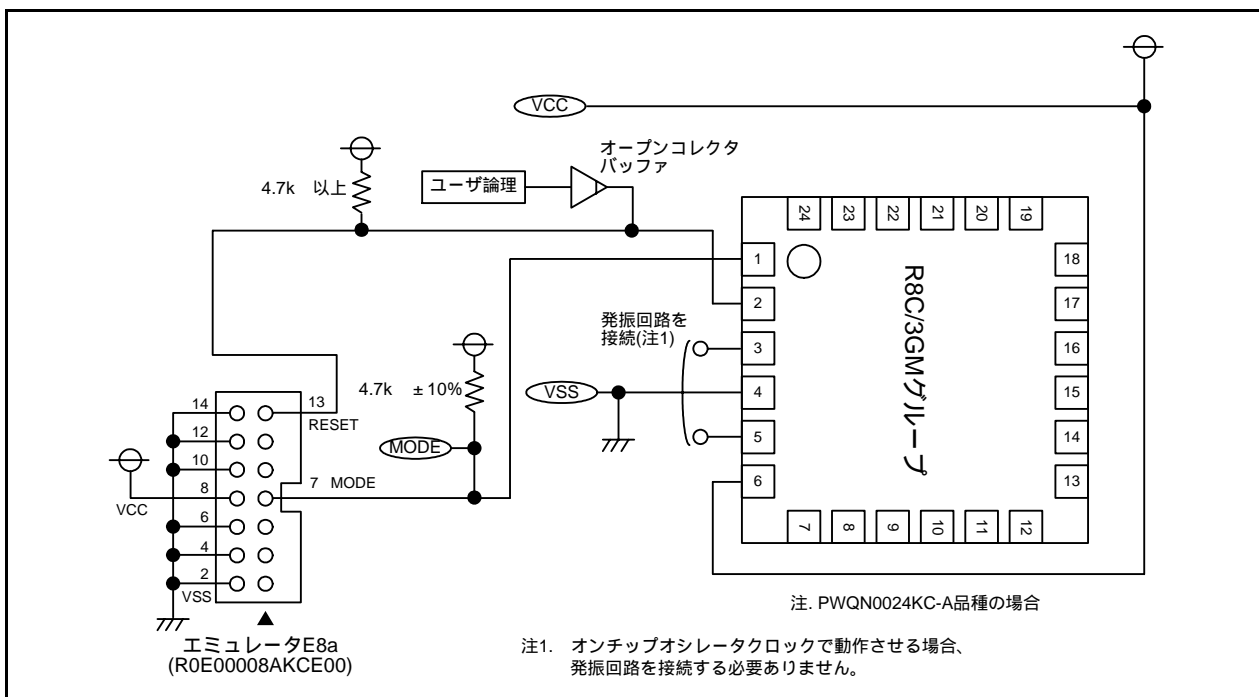 VCC
オープンコレクタ
バッファ
ユーザ論理
4.7k 以上
24
23
22
21
20
19
1
2
3
4
5
6
18
17
16
15
14
13
7
8
9
10
11
12
R8C/3GMグループ
発振回路を
接続(注1)
VSS
4.7k ±10%
MODE
14
13
RESET
12
10
8
7 MODE
VCC
6
4
2
VSS
エミュレータE8a
(R0E00008AKCE00)
注. PWQN0024KC-A品種の場合
注1. オンチップオシレータクロックで動作させる場合、
発振回路を接続する必要ありません。